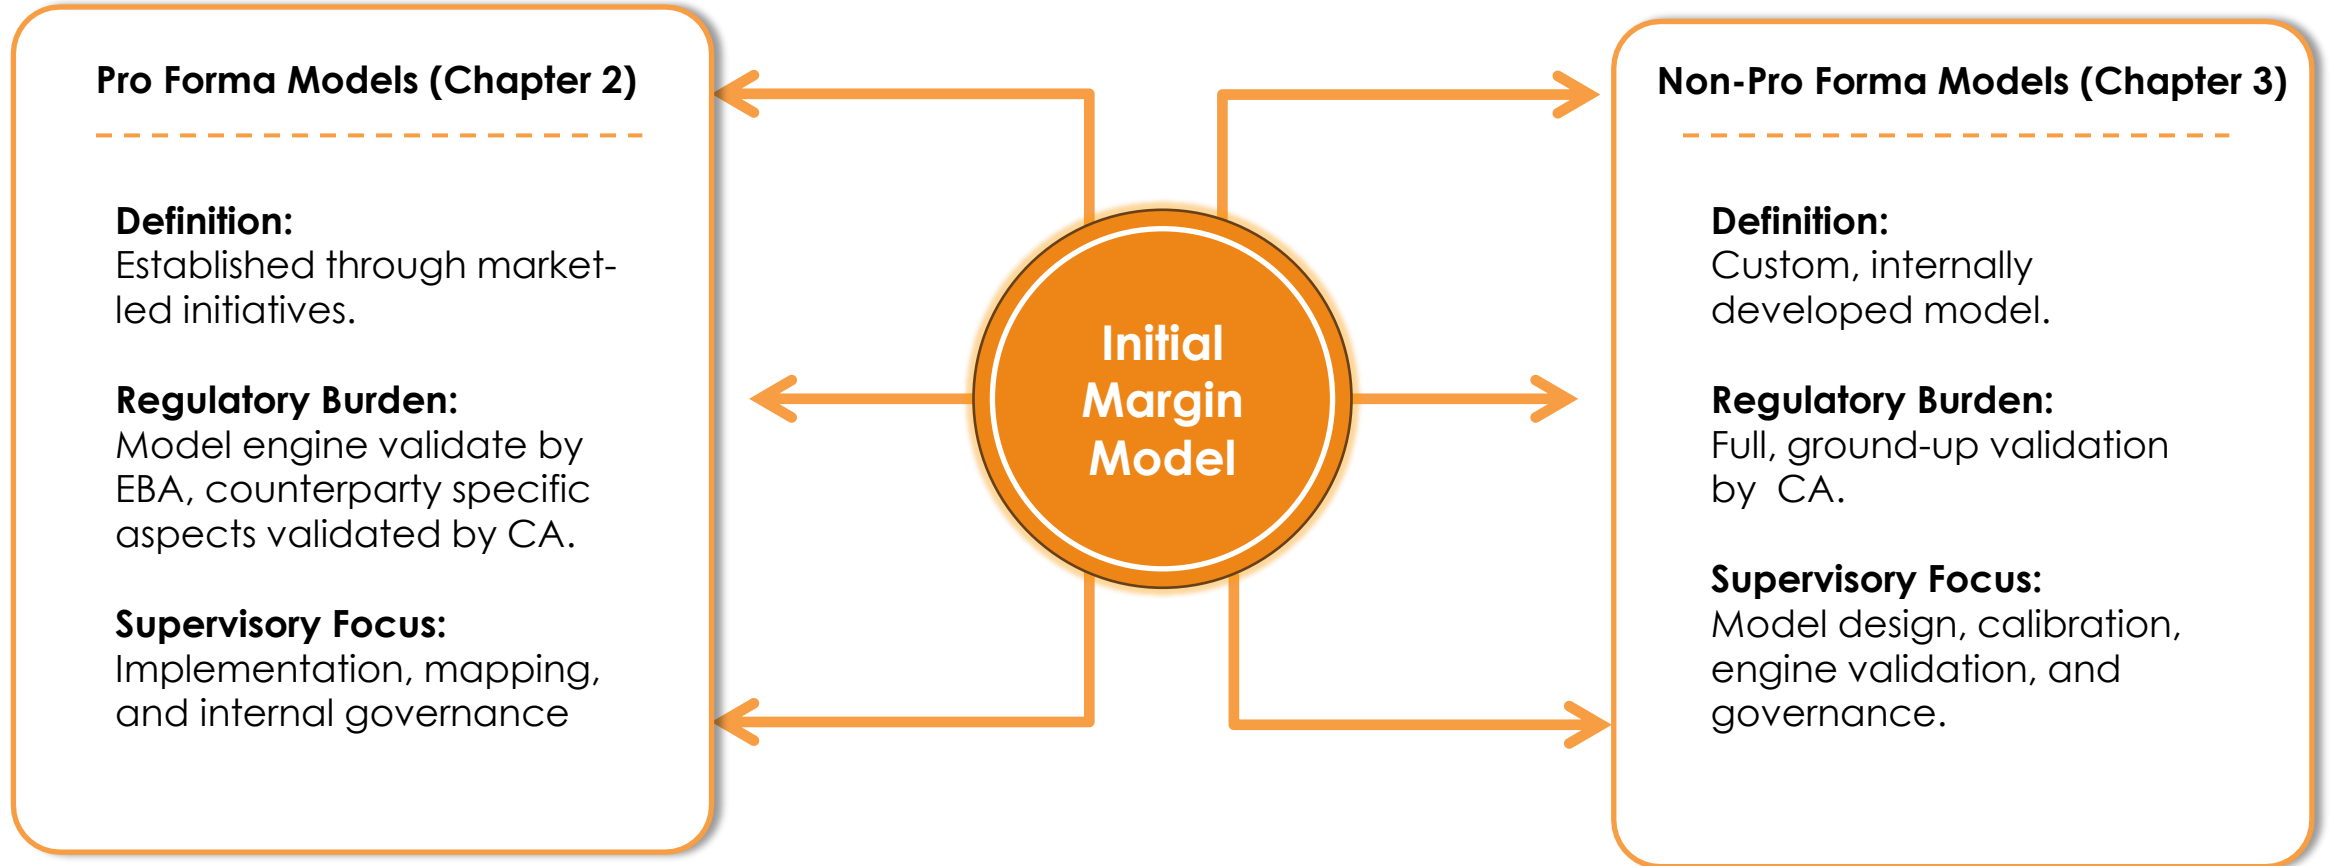 Pro Forma Models (Chapter 2)
Definition:
Established through market-
led initiatives.
Regulatory Burden:
Model engine validate by
EBA, counterparty specific
aspects validated by CA.
Supervisory Focus:
Implementation, mapping,
and internal governance
Initial
Margin
Model
Non-Pro Forma Models (Chapter 3)
Definition:
Custom, internally
developed model.
Regulatory Burden:
Full, ground-up validation
by  CA.
Supervisory Focus:
Model design, calibration,
engine validation, and
governance.